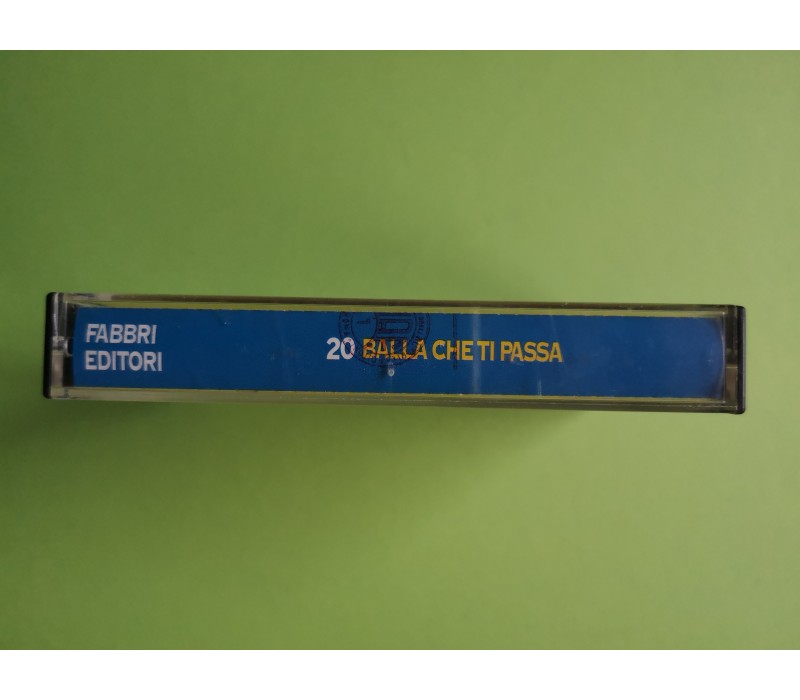 FABBRI
EDITORI
20 BALLA CHE TI PASSA